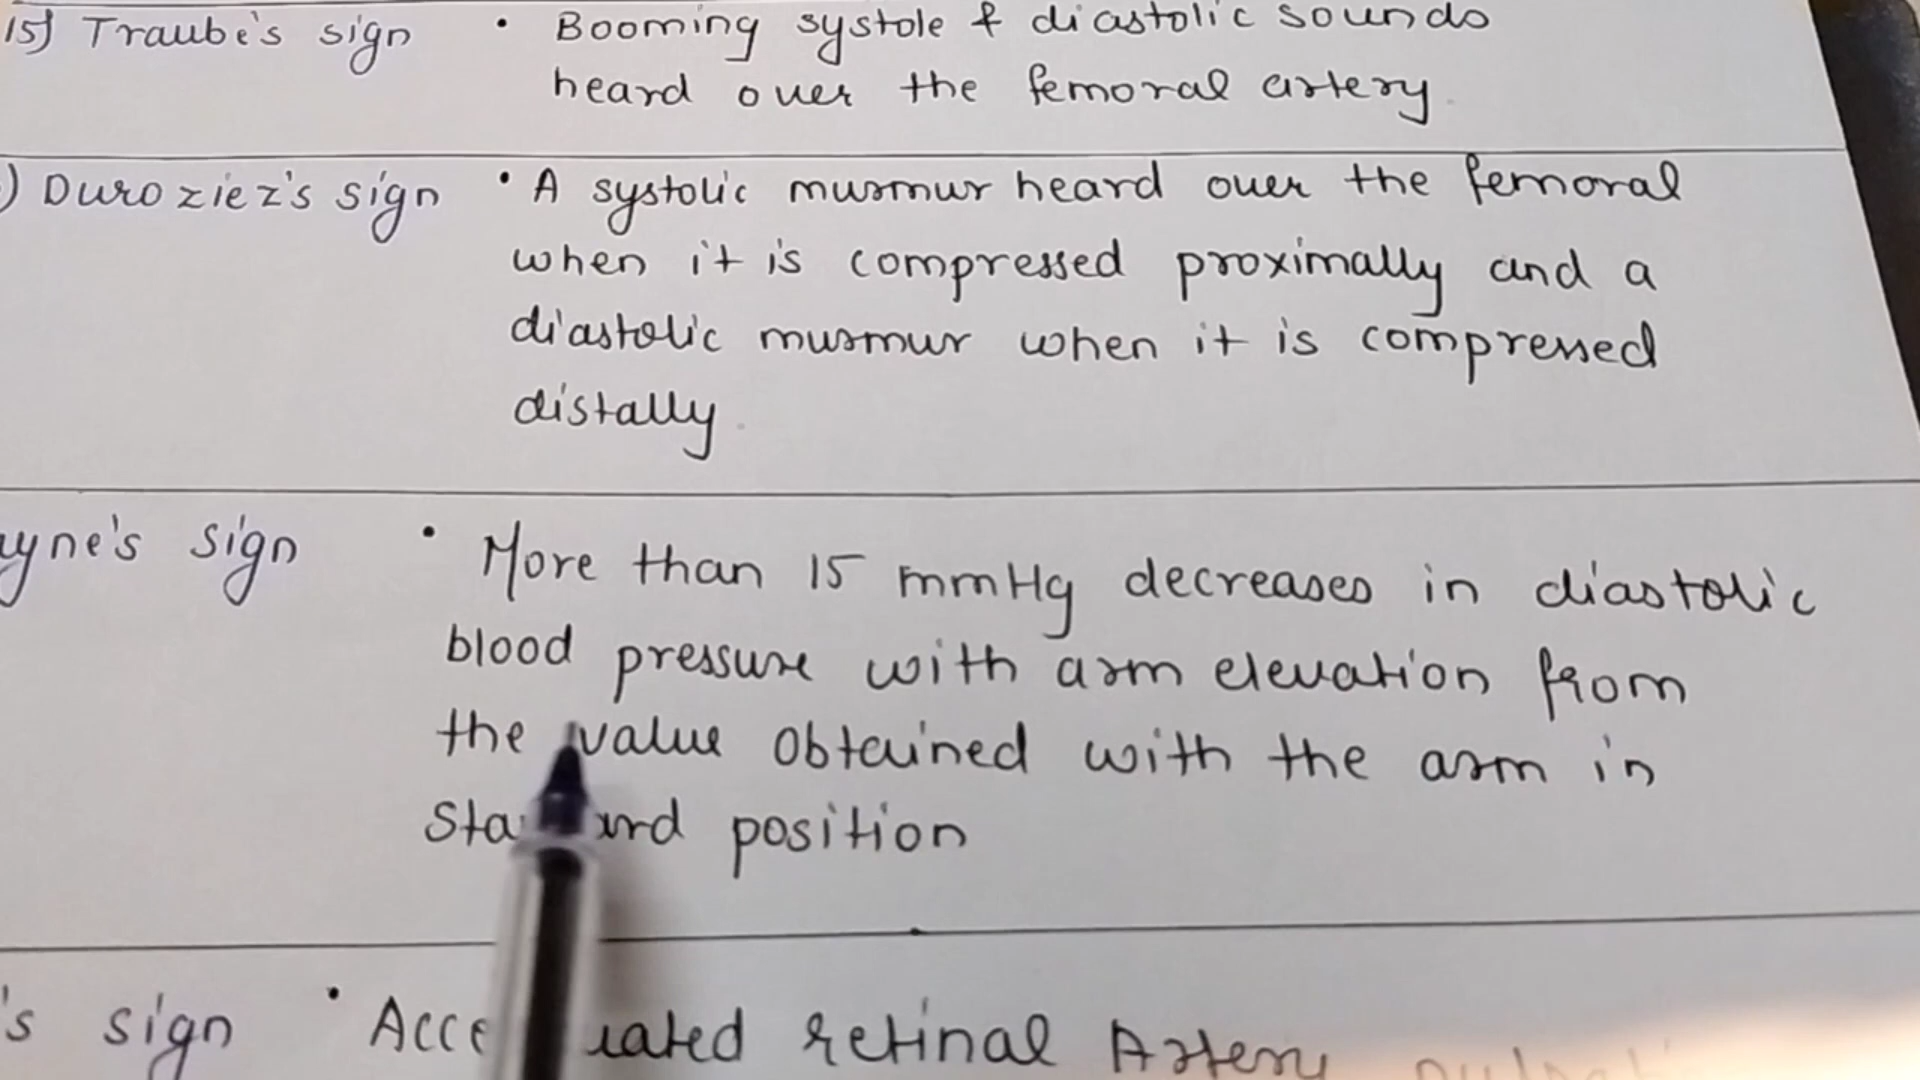 15) Traube's sign • Booming systole & diastolic sounds
heard over the femoral artery.
) Duroziez's sign • A systolic murmur heard over the femoral
when it is compressed proximally and a
diastolic murmur when it is compressed
distally.
yne's sign • More than 15 mmHg decreases in diastolic
blood pressure with arm elevation from
the value obtained with the arm in
position
's sign • retinal Artery